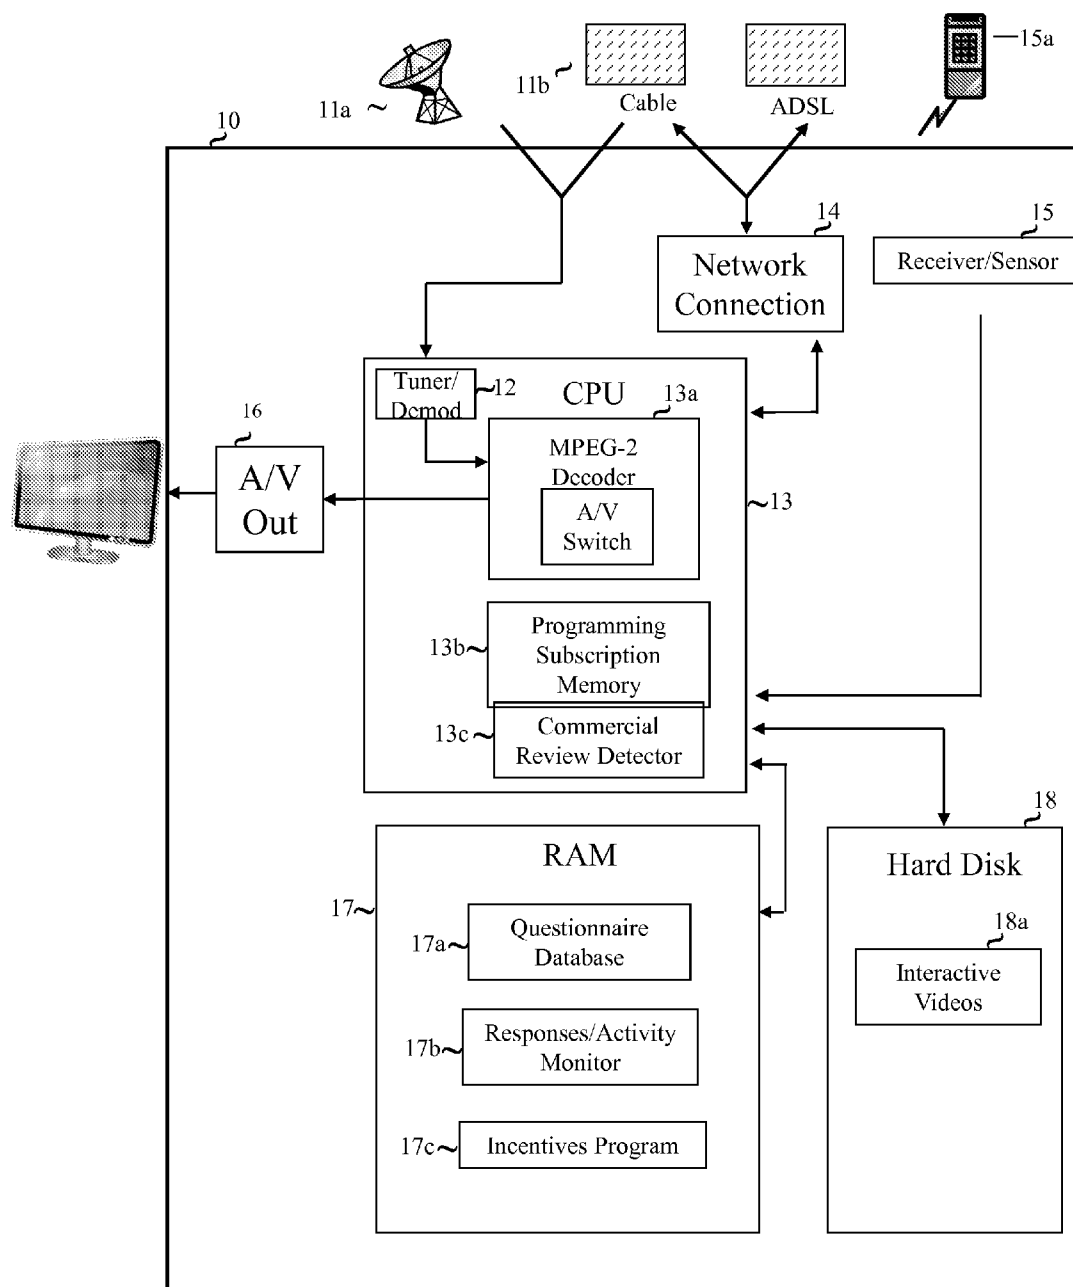 15a
11b
11a
Cable
ADSL
10
14
15
Network
Connection
Receiver/Sensor
Tuner/
Demod
12
CPU
13a
16
A/V
Out
MPEG-2
Decoder
A/V
Switch
13
13b
Programming
Subscription
Memory
13c
Commercial
Review Detector
18
RAM
Hard Disk
17
17a
Questionnaire
Database
18a
Interactive
Videos
17b
Responses/Activity
Monitor
17c
Incentives Program